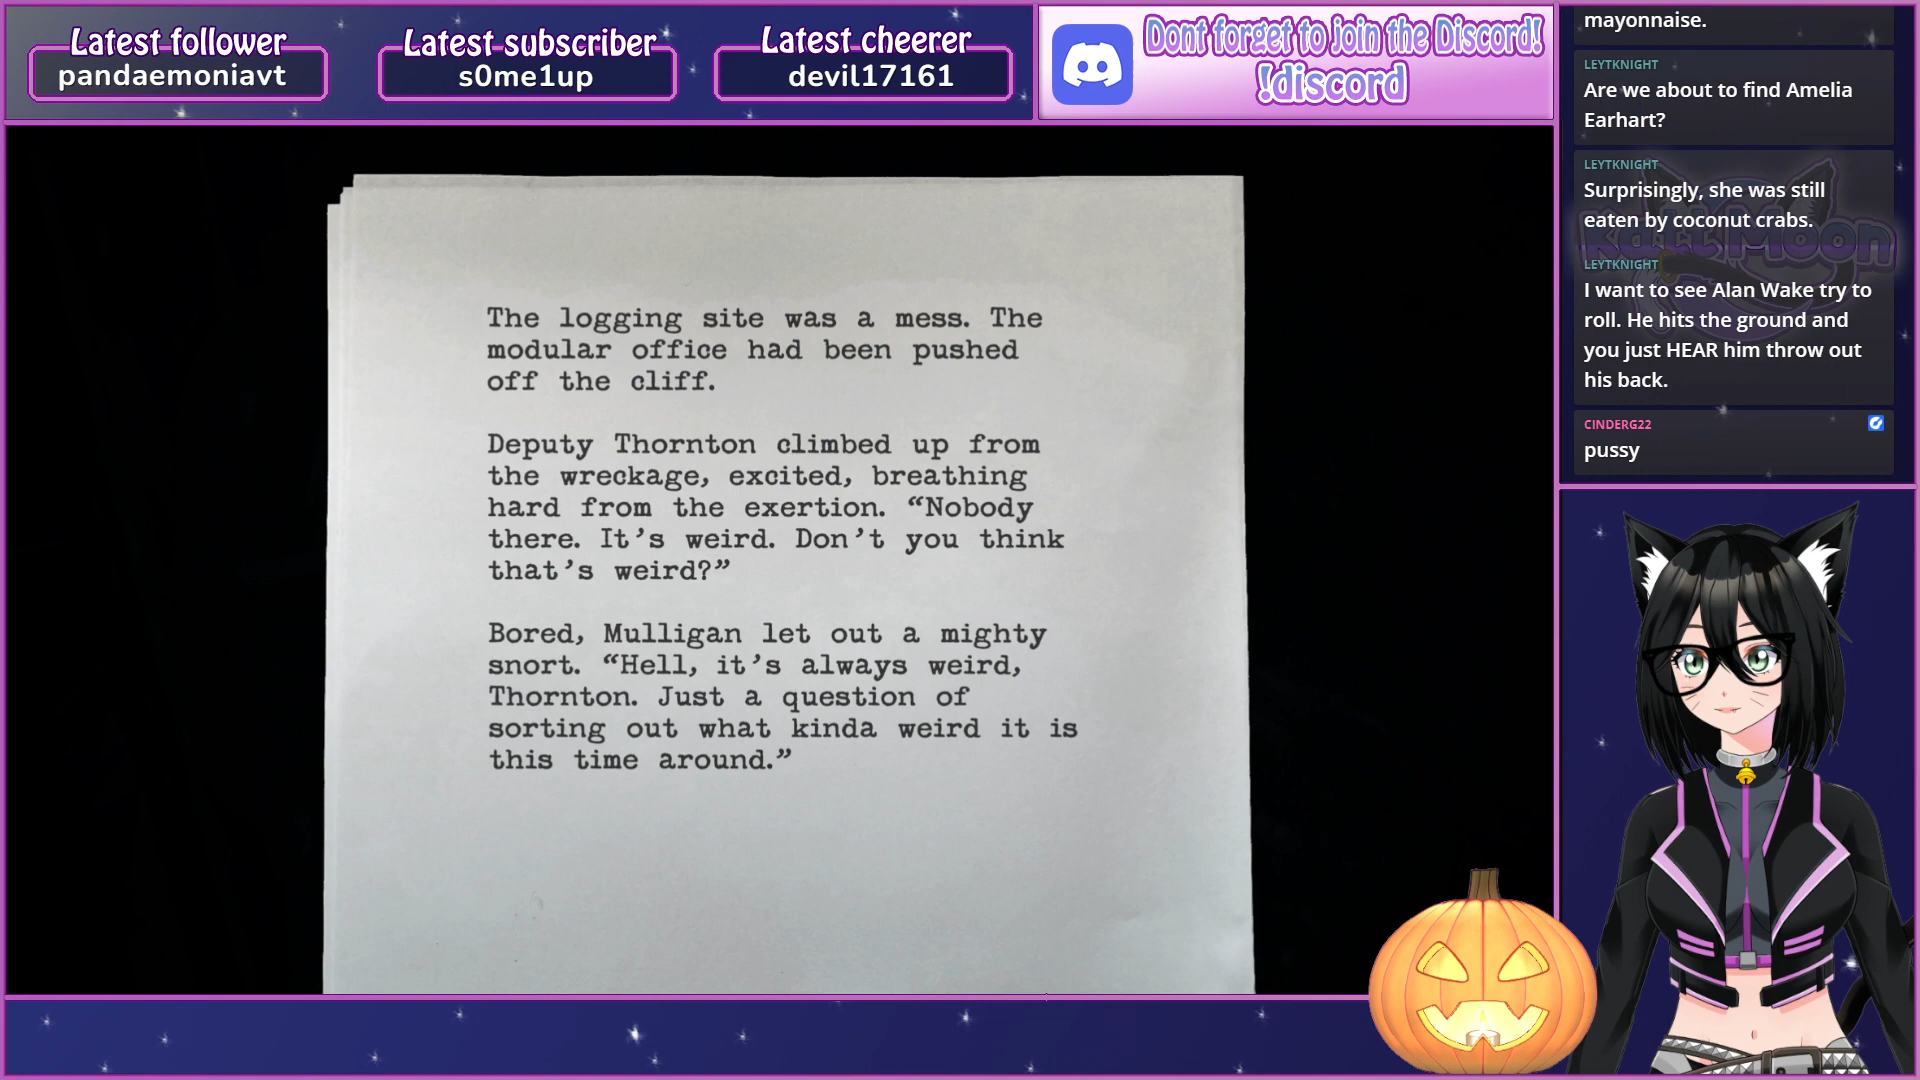 Latest follower
pandaemoniavt
Latest subscriber
s0me1up
Latest cheerer
devil17161
Dont forget to join the Discord!
!discord
The logging site was a mess. The
modular office had been pushed
off the cliff.
Deputy Thornton climbed up from
the wreckage, excited, breathing
hard from the exertion. “Nobody
there. It’s weird. Don’t you think
that’s weird?”
Bored, Mulligan let out a mighty
snort. “Hell, it’s always weird,
Thornton. Just a question of
sorting out what kinda weird it is
this time around.”
mayonnaise.
LEYTKNIGHT
Are we about to find Amelia
Earhart?
LEYTKNIGHT
Surprisingly, she was still
eaten by coconut crabs.
LEYTKNIGHT
I want to see Alan Wake try to
roll. He hits the ground and
you just HEAR him throw out
his back.
CINDERG22
pussy